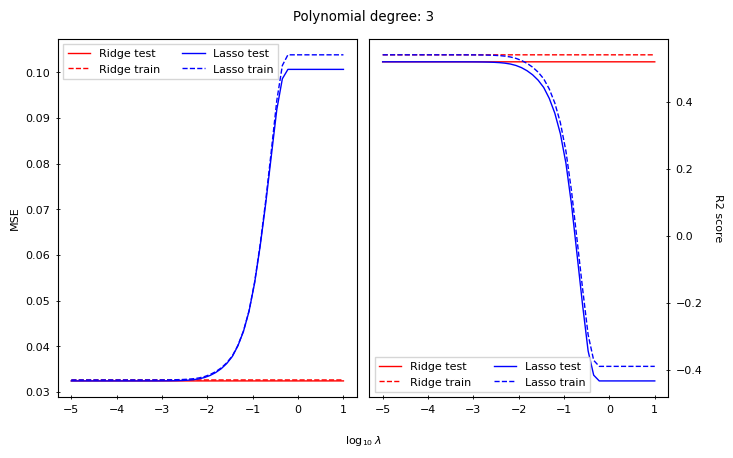 Polynomial degree: 3
Ridge test
Ridge train
Lasso test
Lasso train
MSE
0.10
0.09
0.08
0.07
0.06
0.05
0.04
0.03
−5
−4
−3
−2
−1
0
1
Ridge test
Ridge train
Lasso test
Lasso train
R2 score
0.4
0.2
0.0
−0.2
−0.4
−5
−4
−3
−2
−1
0
1
log₁₀ λ